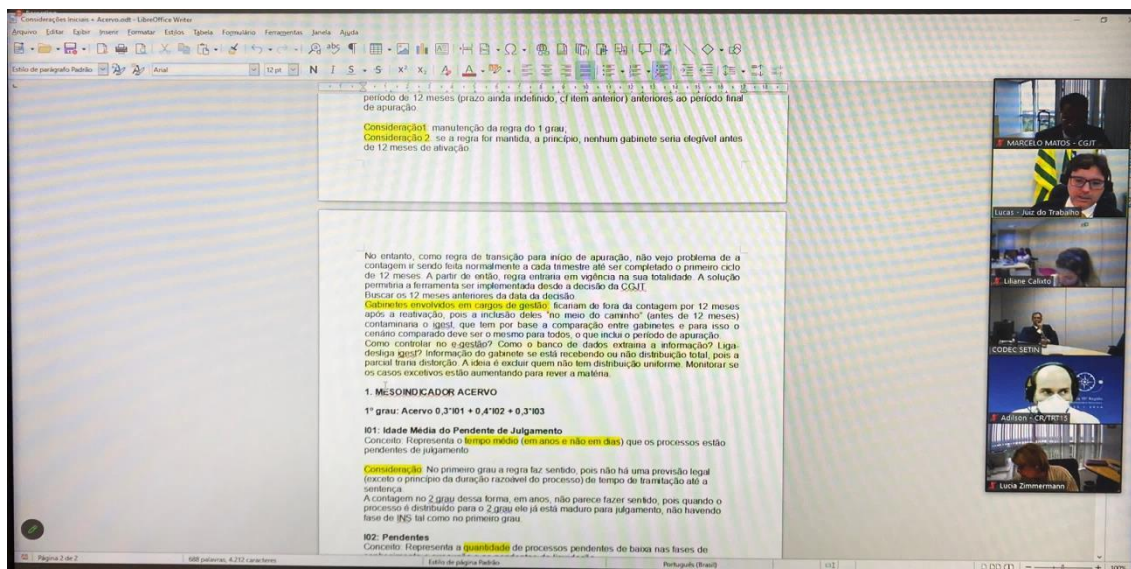 Considerações Iniciais + Acervo.odt - LibreOffice Writer
Arquivo Editar Exibir Inserir Formatar Estilos Tabela Formulário Ferramentas Janela Ajuda
Estilo de parágrafo Padrão Arial 12 pt N I S S X² X₂ A A
período de 12 meses (prazo ainda indefinido, cf item anterior) anteriores ao período final
de apuração.
Consideração1: manutenção da regra do 1 grau;
Consideração 2: se a regra for mantida, a princípio, nenhum gabinete seria elegível antes
de 12 meses de ativação.
No entanto, como regra de transição para início de apuração, não vejo problema de a
contagem ir sendo feita normalmente a cada trimestre até ser completado o primeiro ciclo
de 12 meses. A partir de então, regra entraria em vigência na sua totalidade. A solução
permitiria a ferramenta ser implementada desde a decisão da CGJT.
Buscar os 12 meses anteriores da data da decisão.
Gabinetes envolvidos em cargos de gestão: ficariam de fora da contagem por 12 meses
após a reativação, pois a inclusão deles "no meio do caminho" (antes de 12 meses)
contaminaria o igest, que tem por base a comparação entre gabinetes e para isso o
cenário comparado deve ser o mesmo para todos, o que inclui o período de apuração.
Como controlar no e-gestão? Como o banco de dados extrairia a informação? Liga-
desliga igest? Informação do gabinete se está recebendo ou não distribuição total, pois a
parcial traria distorção. A ideia é excluir quem não tem distribuição uniforme. Monitorar se
os casos excetivos estão aumentando para rever a matéria.
1. MESOINDICADOR ACERVO
1º grau: Acervo 0,3*I01 + 0,4*I02 + 0,3*I03
I01: Idade Média do Pendente de Julgamento
Conceito: Representa o tempo médio (em anos e não em dias) que os processos estão
pendentes de julgamento
Consideração: No primeiro grau a regra faz sentido, pois não há uma previsão legal
(exceto o princípio da duração razoável do processo) de tempo de tramitação até a
sentença.
A contagem no 2 grau dessa forma, em anos, não parece fazer sentido, pois quando o
processo é distribuído para o 2 grau ele já está maduro para julgamento, não havendo
fase de INS tal como no primeiro grau.
I02: Pendentes
Conceito: Representa a quantidade de processos pendentes de baixa nas fases de
Página 2 de 2 688 palavras, 4.212 caracteres Estilo de página Padrão Português (Brasil) 100%
MARCELO MATOS - CGJT
Lucas - Juiz do Trabalho
Liliane Calixto
CODEC SETIN
Adilson - CR/TRT15
Lucia Zimmermann